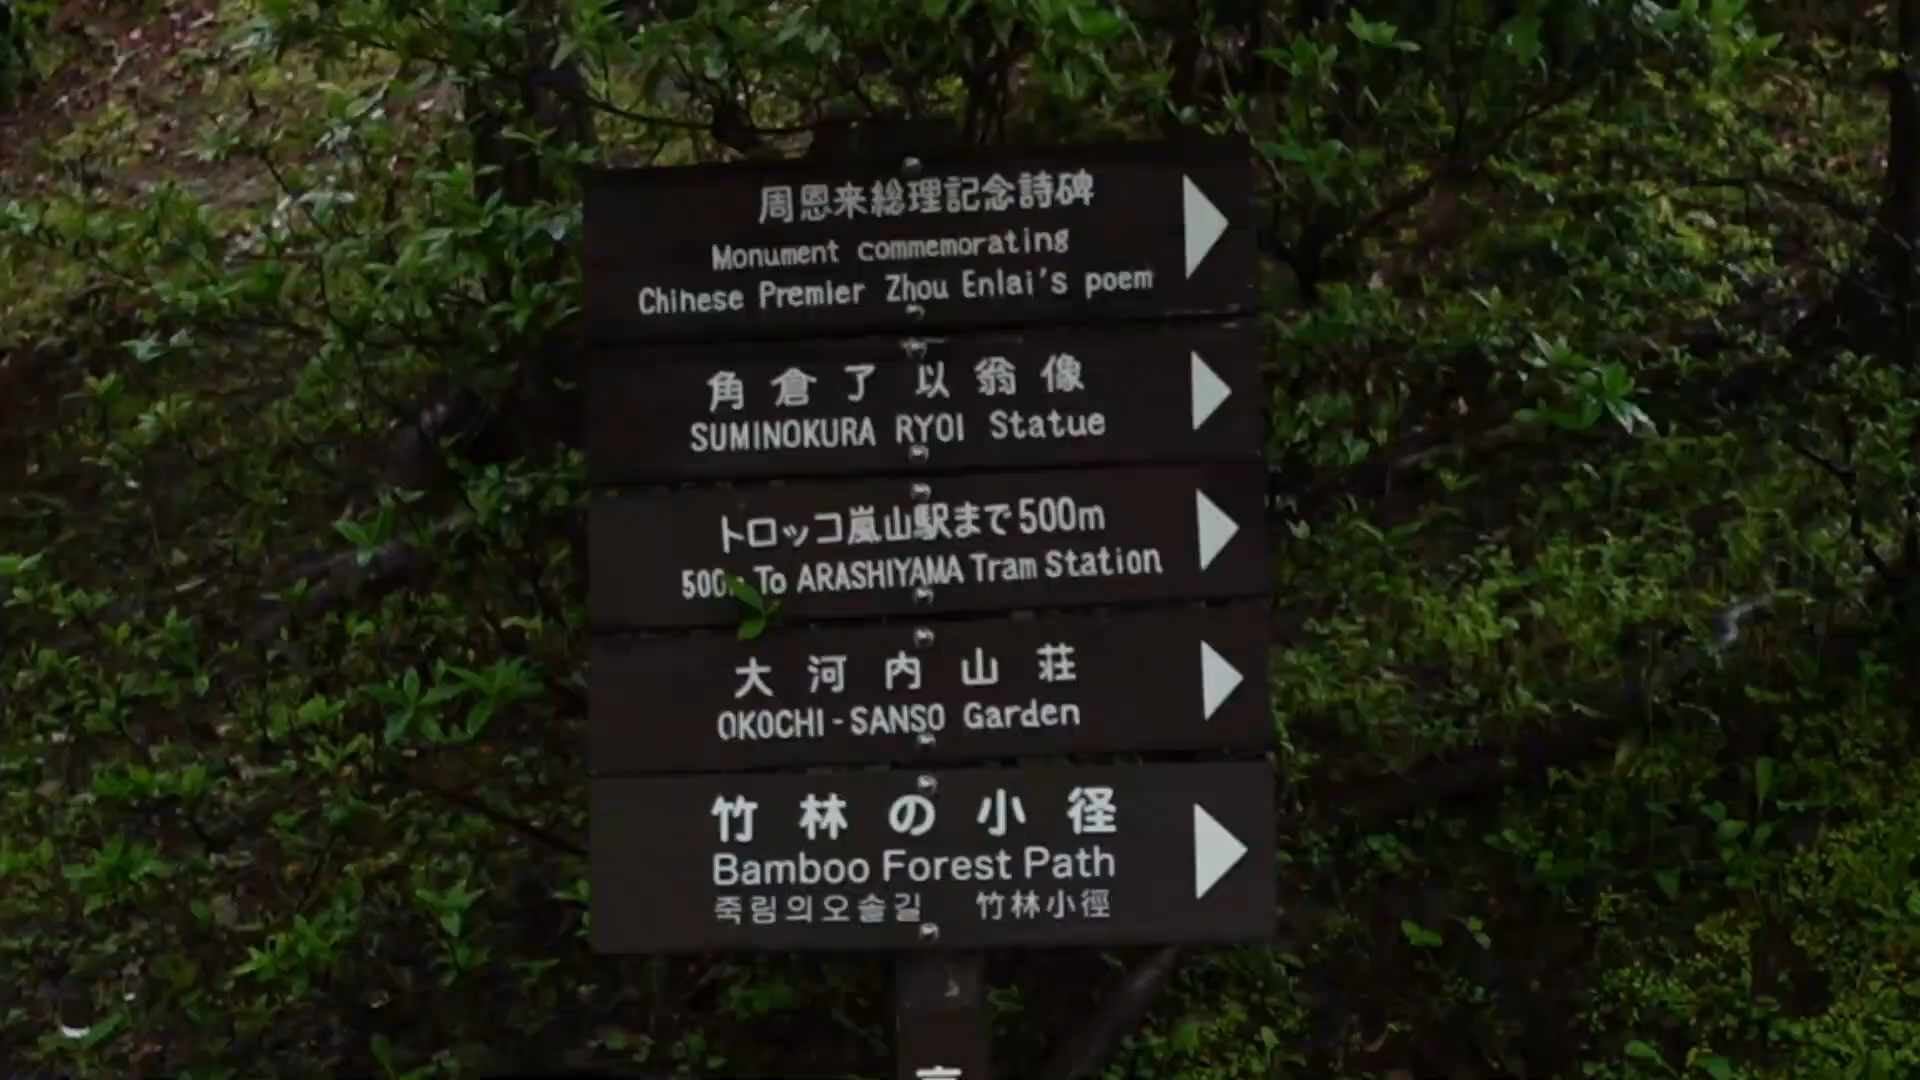 周恩来総理記念詩碑
Monument commemorating
Chinese Premier Zhou Enlai's poem
角倉了以翁像
SUMINOKURA RYOI Statue
トロッコ嵐山駅まで500m
To ARASHIYAMA Tram Station
大河内山荘
OKOCHI-SANSO Garden
竹林の小径
Bamboo Forest Path
죽림의오솔길 竹林小徑